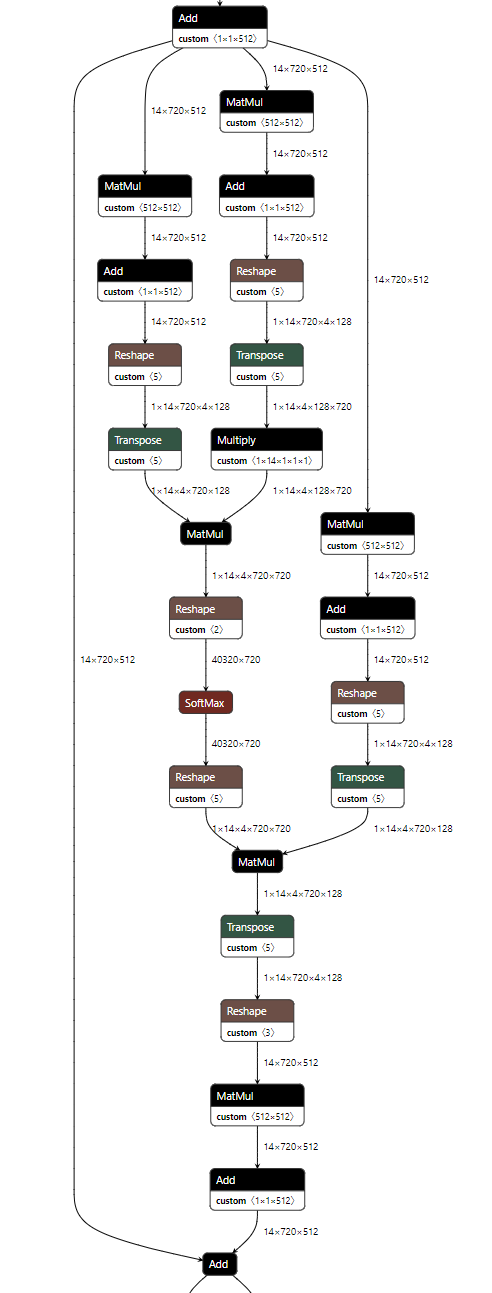 Add
custom ⟨1×1×512⟩
14×720×512
14×720×512
MatMul
custom ⟨512×512⟩
14×720×512
MatMul
custom ⟨512×512⟩
Add
custom ⟨1×1×512⟩
14×720×512
14×720×512
Add
custom ⟨1×1×512⟩
Reshape
custom ⟨5⟩
14×720×512
14×720×512
1×14×720×4×128
Reshape
custom ⟨5⟩
Transpose
custom ⟨5⟩
1×14×720×4×128
1×14×4×128×720
Transpose
custom ⟨5⟩
Multiply
custom ⟨1×14×1×1×1⟩
1×14×4×720×128
1×14×4×128×720
MatMul
MatMul
custom ⟨512×512⟩
1×14×4×720×720
14×720×512
Reshape
custom ⟨2⟩
Add
custom ⟨1×1×512⟩
14×720×512
40320×720
14×720×512
SoftMax
Reshape
custom ⟨5⟩
40320×720
1×14×720×4×128
Reshape
custom ⟨5⟩
Transpose
custom ⟨5⟩
1×14×4×720×720
1×14×4×720×128
MatMul
1×14×4×720×128
Transpose
custom ⟨5⟩
1×14×720×4×128
Reshape
custom ⟨3⟩
14×720×512
MatMul
custom ⟨512×512⟩
14×720×512
Add
custom ⟨1×1×512⟩
14×720×512
Add